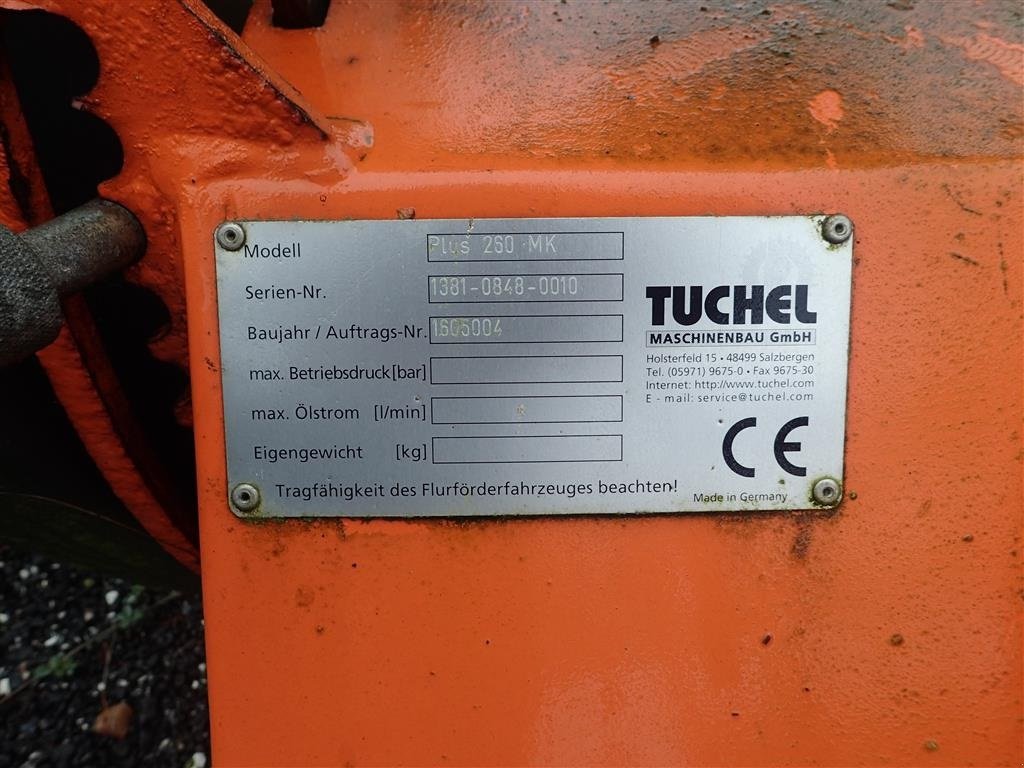 Modell Plus 260 MK
Serien-Nr. 1381-0848-0010
Baujahr / Auftrags-Nr. 1605004
max. Betriebsdruck [bar]
max. Ölstrom [l/min]
Eigengewicht [kg]
Tragfähigkeit des Flurförderfahrzeuges beachten!
TUCHEL
MASCHINENBAU GmbH
Holsterfeld 15 • 48499 Salzbergen
Tel. (05971) 9675-0 • Fax 9675-30
Internet: http://www.tuchel.com
E - mail: service@tuchel.com
CE
Made in Germany